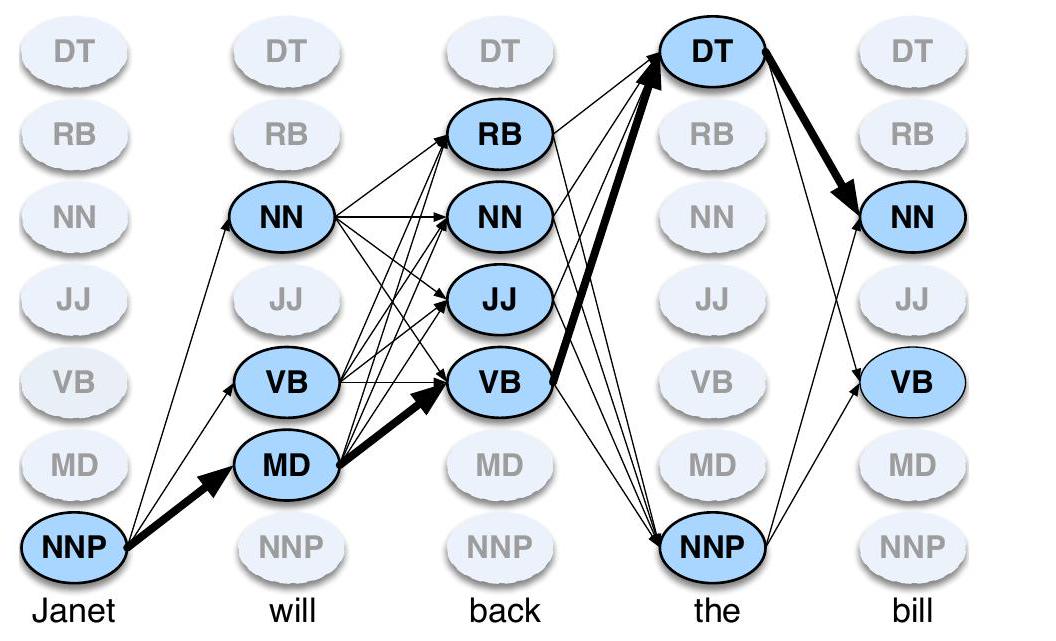 DT DT DT DT DT
RB RB RB RB RB
NN NN NN NN NN
JJ JJ JJ JJ JJ
VB VB VB VB VB
MD MD MD MD MD
NNP NNP NNP NNP NNP
Janet will back the bill